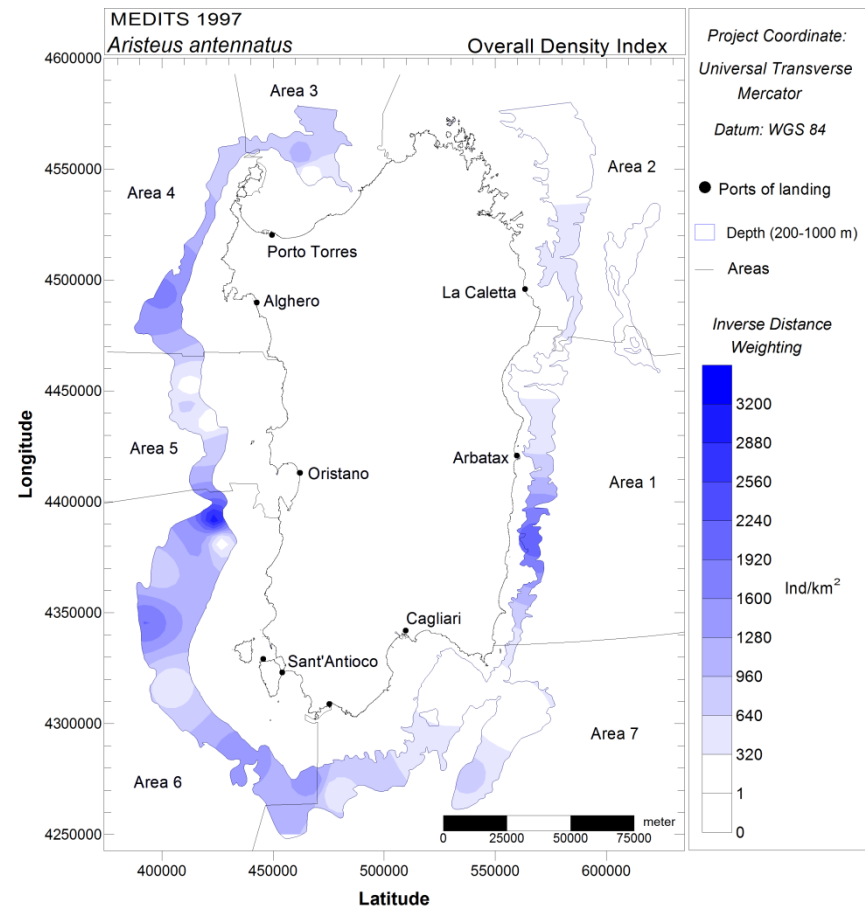 MEDITS 1997
Aristeus antennatus
Overall Density Index
4600000
4550000
4500000
4450000
4400000
4350000
4300000
4250000
Longitude
400000
450000
500000
550000
600000
Latitude
Area 3
Area 2
Area 4
Porto Torres
La Caletta
Alghero
Area 5
Oristano
Arbatax
Area 1
Cagliari
Sant'Antioco
Area 7
Area 6
meter
0
25000
50000
75000
Project Coordinate:
Universal Transverse
Mercator
Datum: WGS 84
Ports of landing
Depth (200-1000 m)
Areas
Inverse Distance
Weighting
3200
2880
2560
2240
1920
1600
1280
960
640
320
1
0
Ind/km²